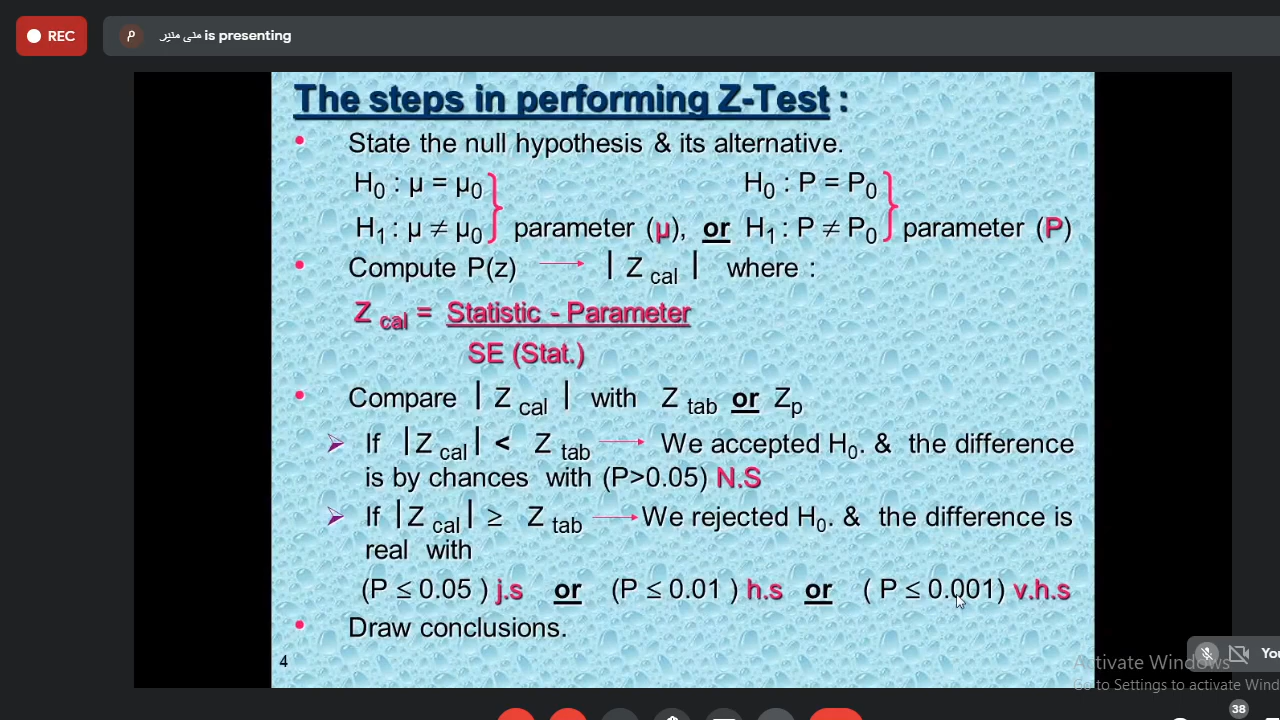 REC
منى منير is presenting
The steps in performing Z-Test :
• State the null hypothesis & its alternative.
H0 : µ = µ0 H0 : P = P0
H1 : µ ≠ µ0 parameter (µ), or H1 : P ≠ P0 parameter (P)
• Compute P(z) → | Z cal | where :
Z cal = Statistic - Parameter
SE (Stat.)
• Compare | Z cal | with Z tab or Zp
➢ If |Z cal| < Z tab → We accepted H0. & the difference
is by chances with (P>0.05) N.S
➢ If |Z cal| ≥ Z tab → We rejected H0. & the difference is
real with
(P ≤ 0.05 ) j.s or (P ≤ 0.01 ) h.s or ( P ≤ 0.001) v.h.s
• Draw conclusions.
4
You
Activate Windows
Go to Settings to activate Wind
38